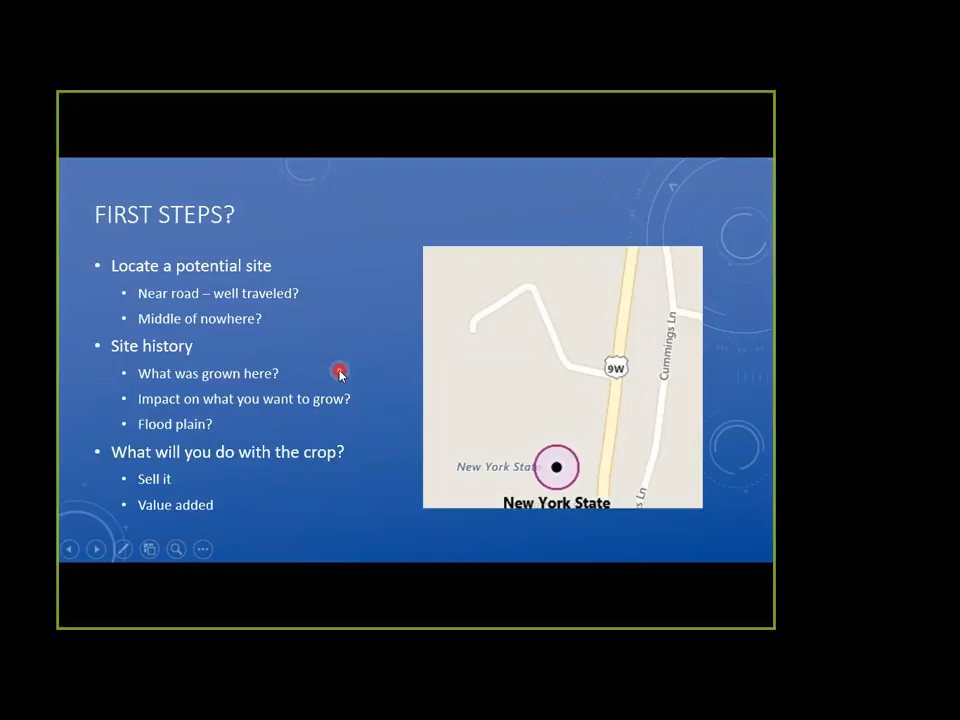 FIRST STEPS?
• Locate a potential site
• Near road – well traveled?
• Middle of nowhere?
• Site history
• What was grown here?
• Impact on what you want to grow?
• Flood plain?
• What will you do with the crop?
• Sell it
• Value added
9W
Cummings Ln
New York State
New York State
s Ln